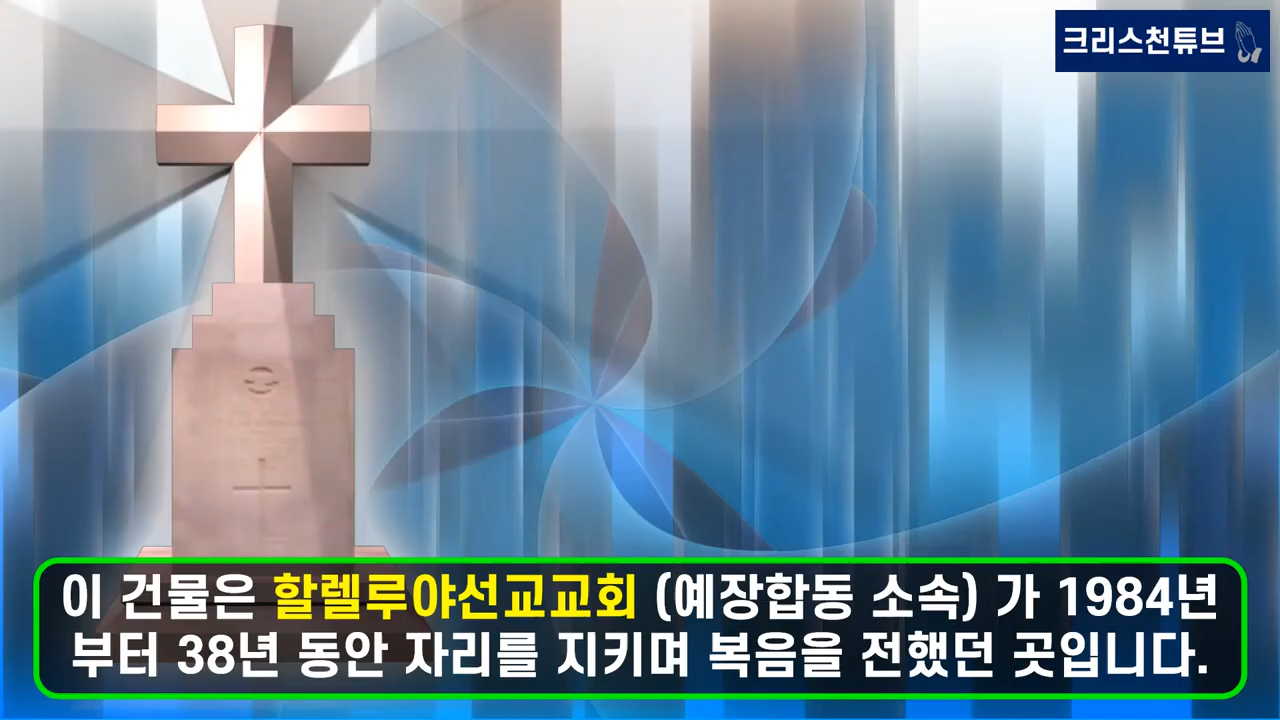 크리스천튜브
이 건물은 할렐루야선교교회 (예장합동 소속) 가 1984년
부터 38년 동안 자리를 지키며 복음을 전했던 곳입니다.